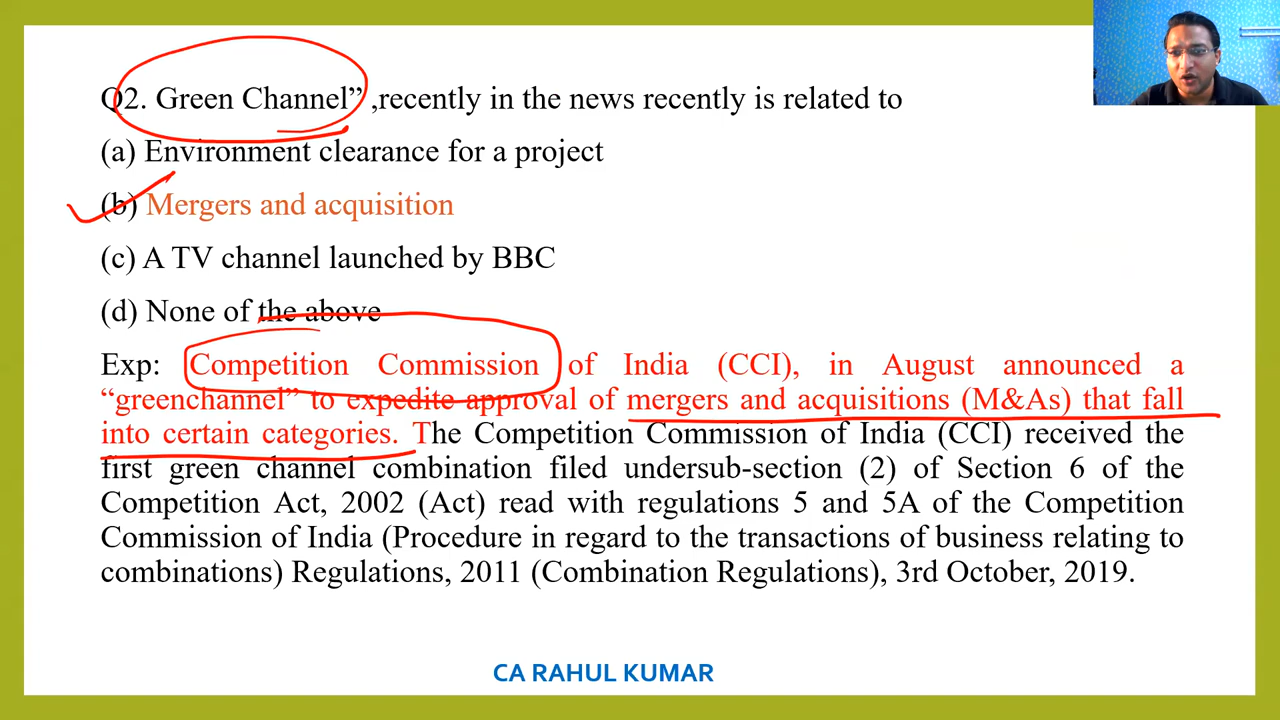 Q2. Green Channel” ,recently in the news recently is related to
(a) Environment clearance for a project
(b) Mergers and acquisition
(c) A TV channel launched by BBC
(d) None of the above
Exp: Competition Commission of India (CCI), in August announced a
“greenchannel” to expedite approval of mergers and acquisitions (M&As) that fall
into certain categories. The Competition Commission of India (CCI) received the
first green channel combination filed undersub-section (2) of Section 6 of the
Competition Act, 2002 (Act) read with regulations 5 and 5A of the Competition
Commission of India (Procedure in regard to the transactions of business relating to
combinations) Regulations, 2011 (Combination Regulations), 3rd October, 2019.
CA RAHUL KUMAR